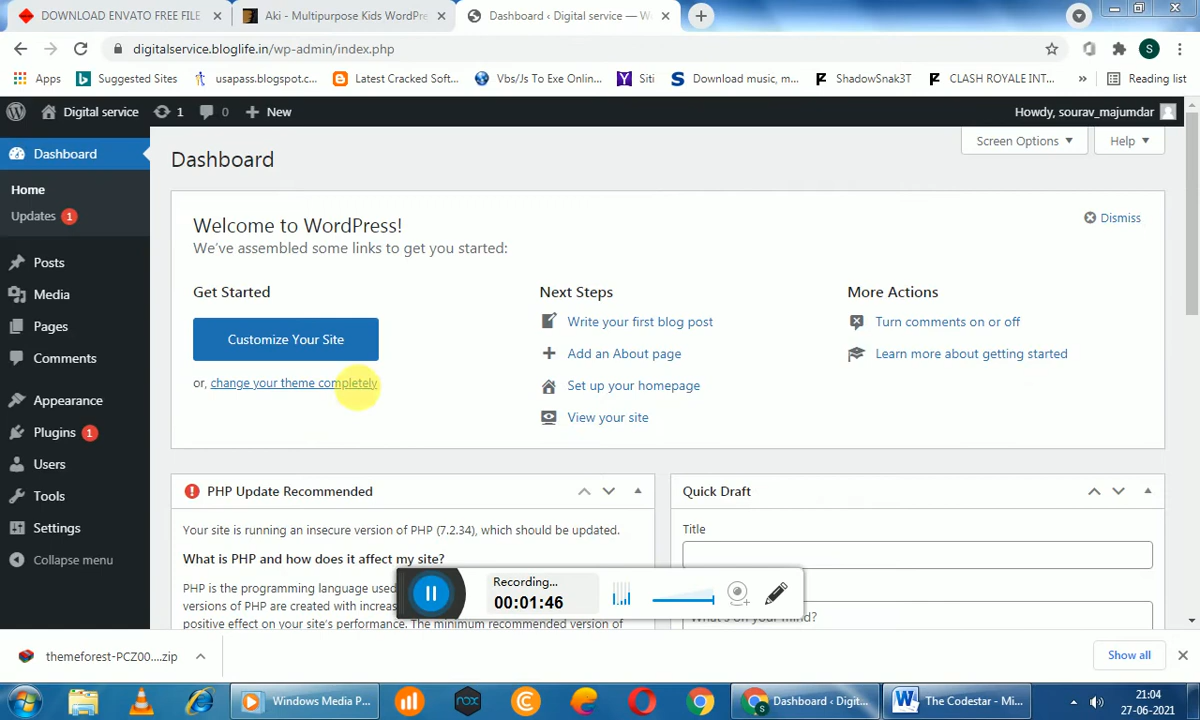 DOWNLOAD ENVATO FREE FILE
Aki - Multipurpose Kids WordPre
Dashboard ‹ Digital service — W
digitalservice.bloglife.in/wp-admin/index.php
S
Apps
Suggested Sites
usapass.blogspot.c...
Latest Cracked Soft...
Vbs/Js To Exe Onlin...
Siti
Download music, m...
ShadowSnak3T
CLASH ROYALE INT...
»
Reading list
Digital service
1
0
New
Howdy, sourav_majumdar
Dashboard
Home
Updates 1
Posts
Media
Pages
Comments
Appearance
Plugins 1
Users
Tools
Settings
Collapse menu
Dashboard
Screen Options
Help
Welcome to WordPress!
We've assembled some links to get you started:
Dismiss
Get Started
Customize Your Site
or, change your theme completely
Next Steps
Write your first blog post
Add an About page
Set up your homepage
View your site
More Actions
Turn comments on or off
Learn more about getting started
PHP Update Recommended
Your site is running an insecure version of PHP (7.2.34), which should be updated.
What is PHP and how does it affect my site?
PHP is the programming language used
versions of PHP are created with increas
positive effect on your site's performance. The minimum recommended version of
Quick Draft
Title
What's on your mind?
Recording...
00:01:46
themeforest-PCZ00....zip
Show all
Windows Media P...
Dashboard ‹ Digit...
The Codestar - Mi...
21:04
27-06-2021